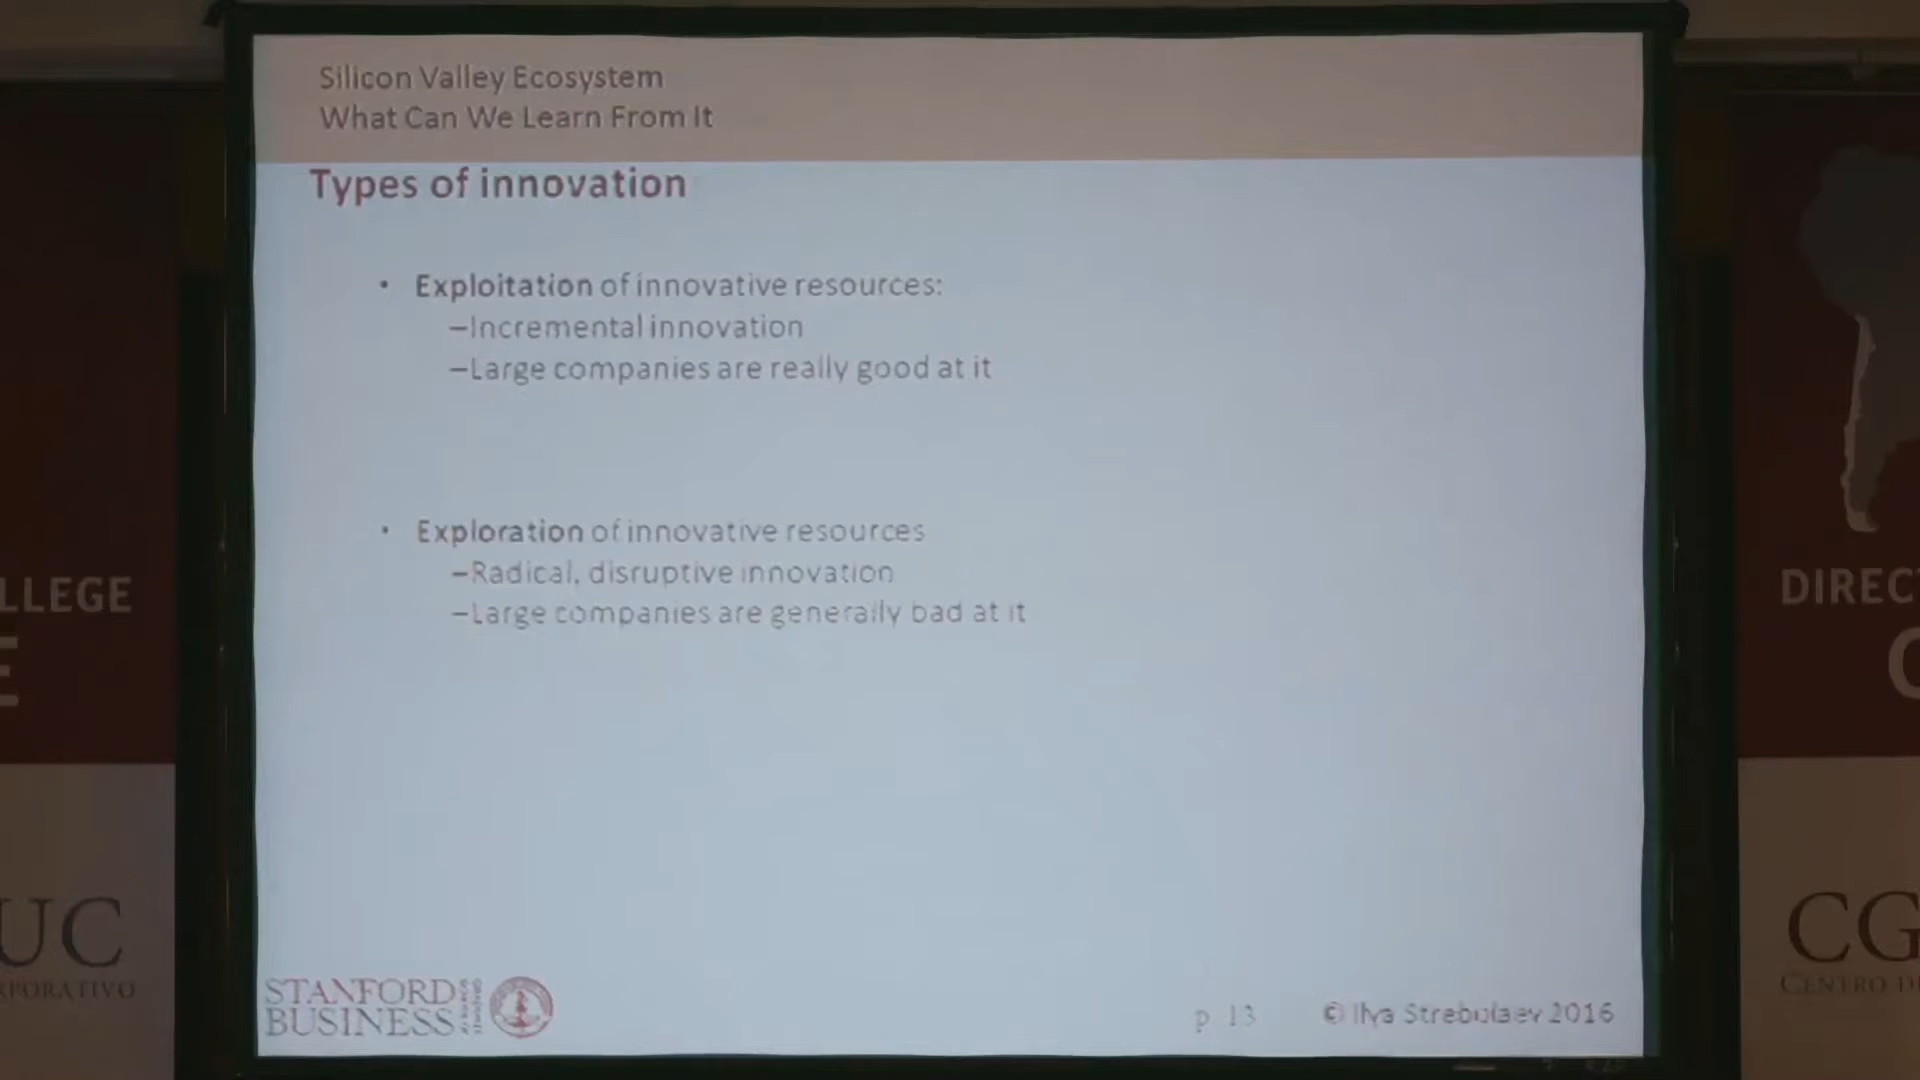 Silicon Valley Ecosystem
What Can We Learn From It
Types of innovation
• Exploitation of innovative resources:
–Incremental innovation
–Large companies are really good at it
• Exploration of innovative resources
–Radical, disruptive innovation
–Large companies are generally bad at it
STANFORD
BUSINESS
p 13
© Ilya Strebulaev 2016
LLEGE
E
UC
RPORATIVO
DIREC
C
CG
CENTRO D